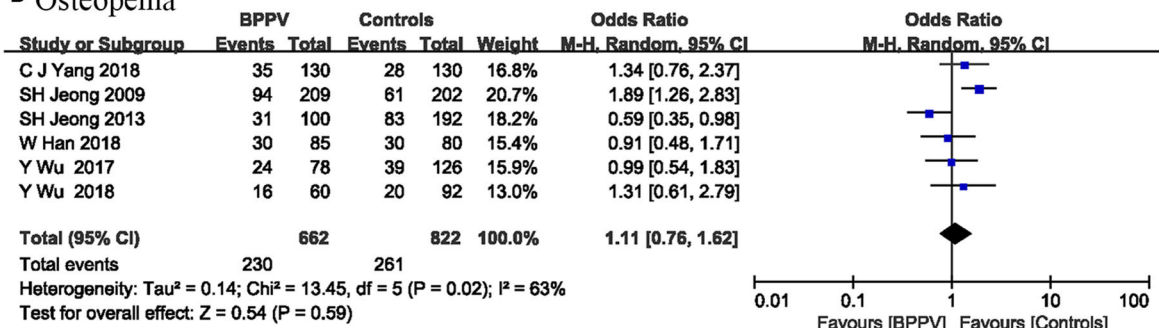 Osteopenia
BPPV Controls Odds Ratio Odds Ratio
Study or Subgroup Events Total Events Total Weight M-H, Random, 95% CI M-H, Random, 95% CI
C J Yang 2018 35 130 28 130 16.8% 1.34 [0.76, 2.37]
SH Jeong 2009 94 209 61 202 20.7% 1.89 [1.26, 2.83]
SH Jeong 2013 31 100 83 192 18.2% 0.59 [0.35, 0.98]
W Han 2018 30 85 30 80 15.4% 0.91 [0.48, 1.71]
Y Wu 2017 24 78 39 126 15.9% 0.99 [0.54, 1.83]
Y Wu 2018 16 60 20 92 13.0% 1.31 [0.61, 2.79]
Total (95% CI) 662 822 100.0% 1.11 [0.76, 1.62]
Total events 230 261
Heterogeneity: Tau² = 0.14; Chi² = 13.45, df = 5 (P = 0.02); I² = 63%
Test for overall effect: Z = 0.54 (P = 0.59)
0.01 0.1 1 10 100
Favours [BPPV] Favours [Controls]